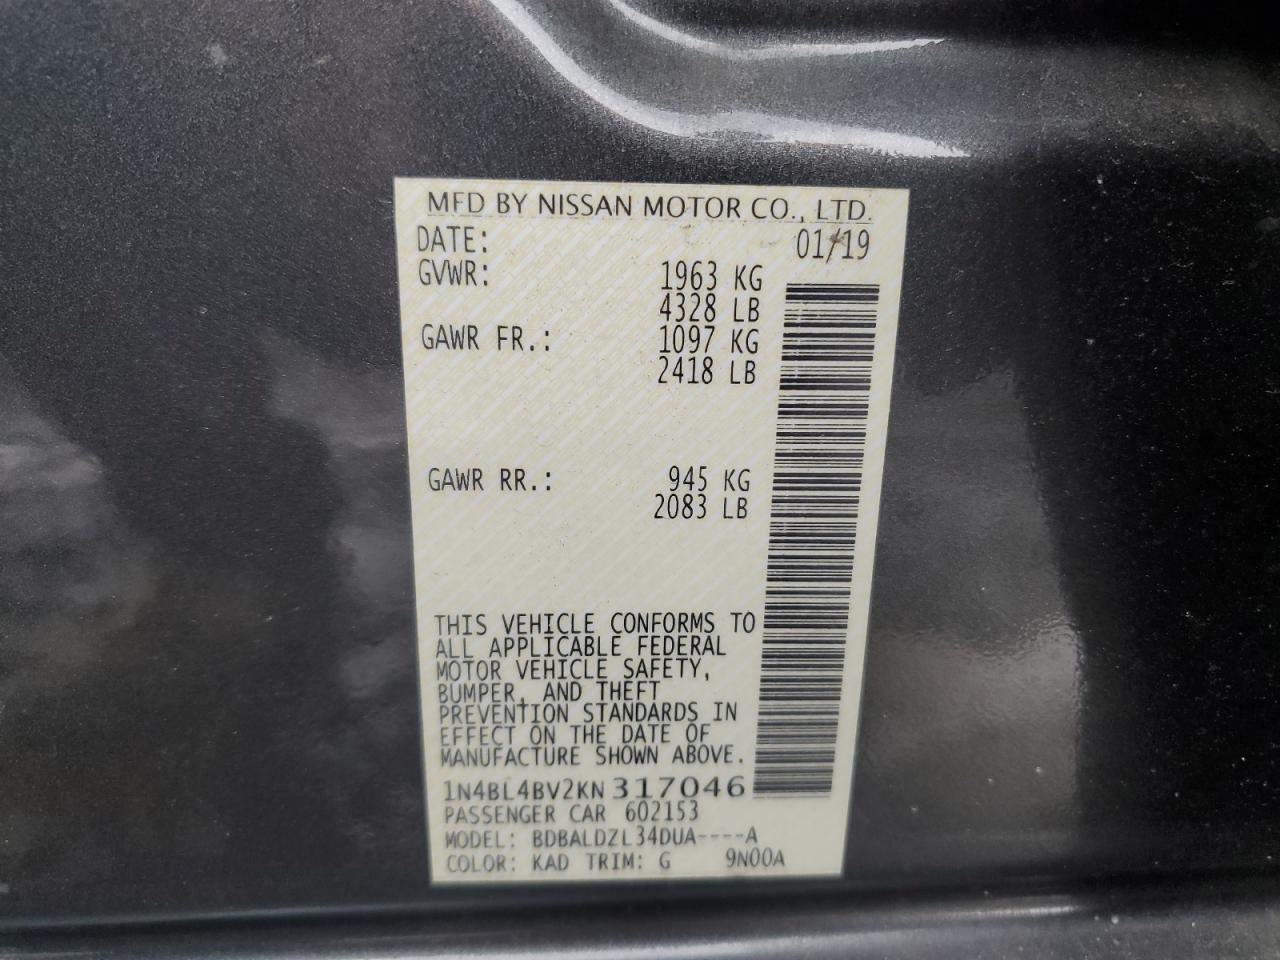 MFD BY NISSAN MOTOR CO., LTD.
DATE: 01/19
GVWR: 1963 KG
4328 LB
GAWR FR.: 1097 KG
2418 LB
GAWR RR.: 945 KG
2083 LB
THIS VEHICLE CONFORMS TO
ALL APPLICABLE FEDERAL
MOTOR VEHICLE SAFETY,
BUMPER, AND THEFT
PREVENTION STANDARDS IN
EFFECT ON THE DATE OF
MANUFACTURE SHOWN ABOVE.
1N4BL4BV2KN317046
PASSENGER CAR 602153
MODEL: BDBALDZL34DUA----A
COLOR: KAD TRIM: G 9N00A